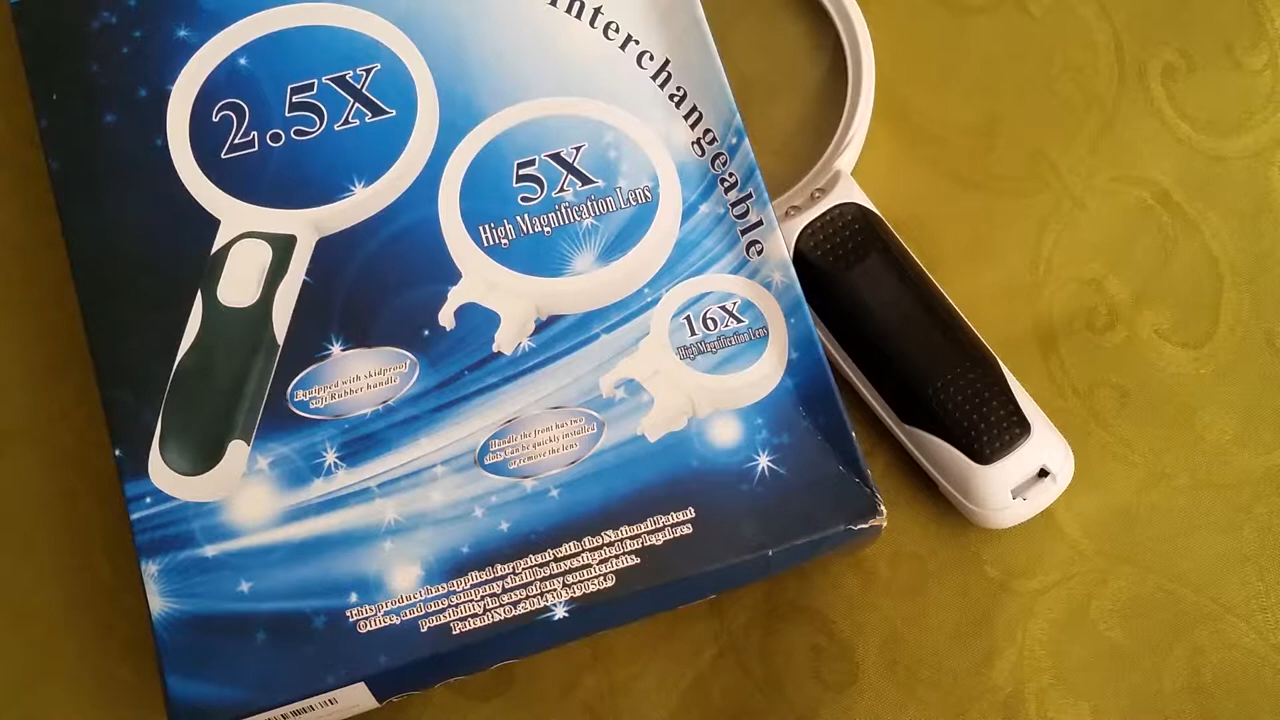 Interchangeable
2.5X
5X
High Magnification Lens
16X
High Magnification Lens
Equipped with skidproof
soft Rubber handle
Handle the front has two
slots Can be quickly installed
or remove the lens
This product has applied for patent with the National Patent
Office, and one company shall be investigated for legal res
ponsibility in case of any counterfeits.
Patent NO.:201430349056.9